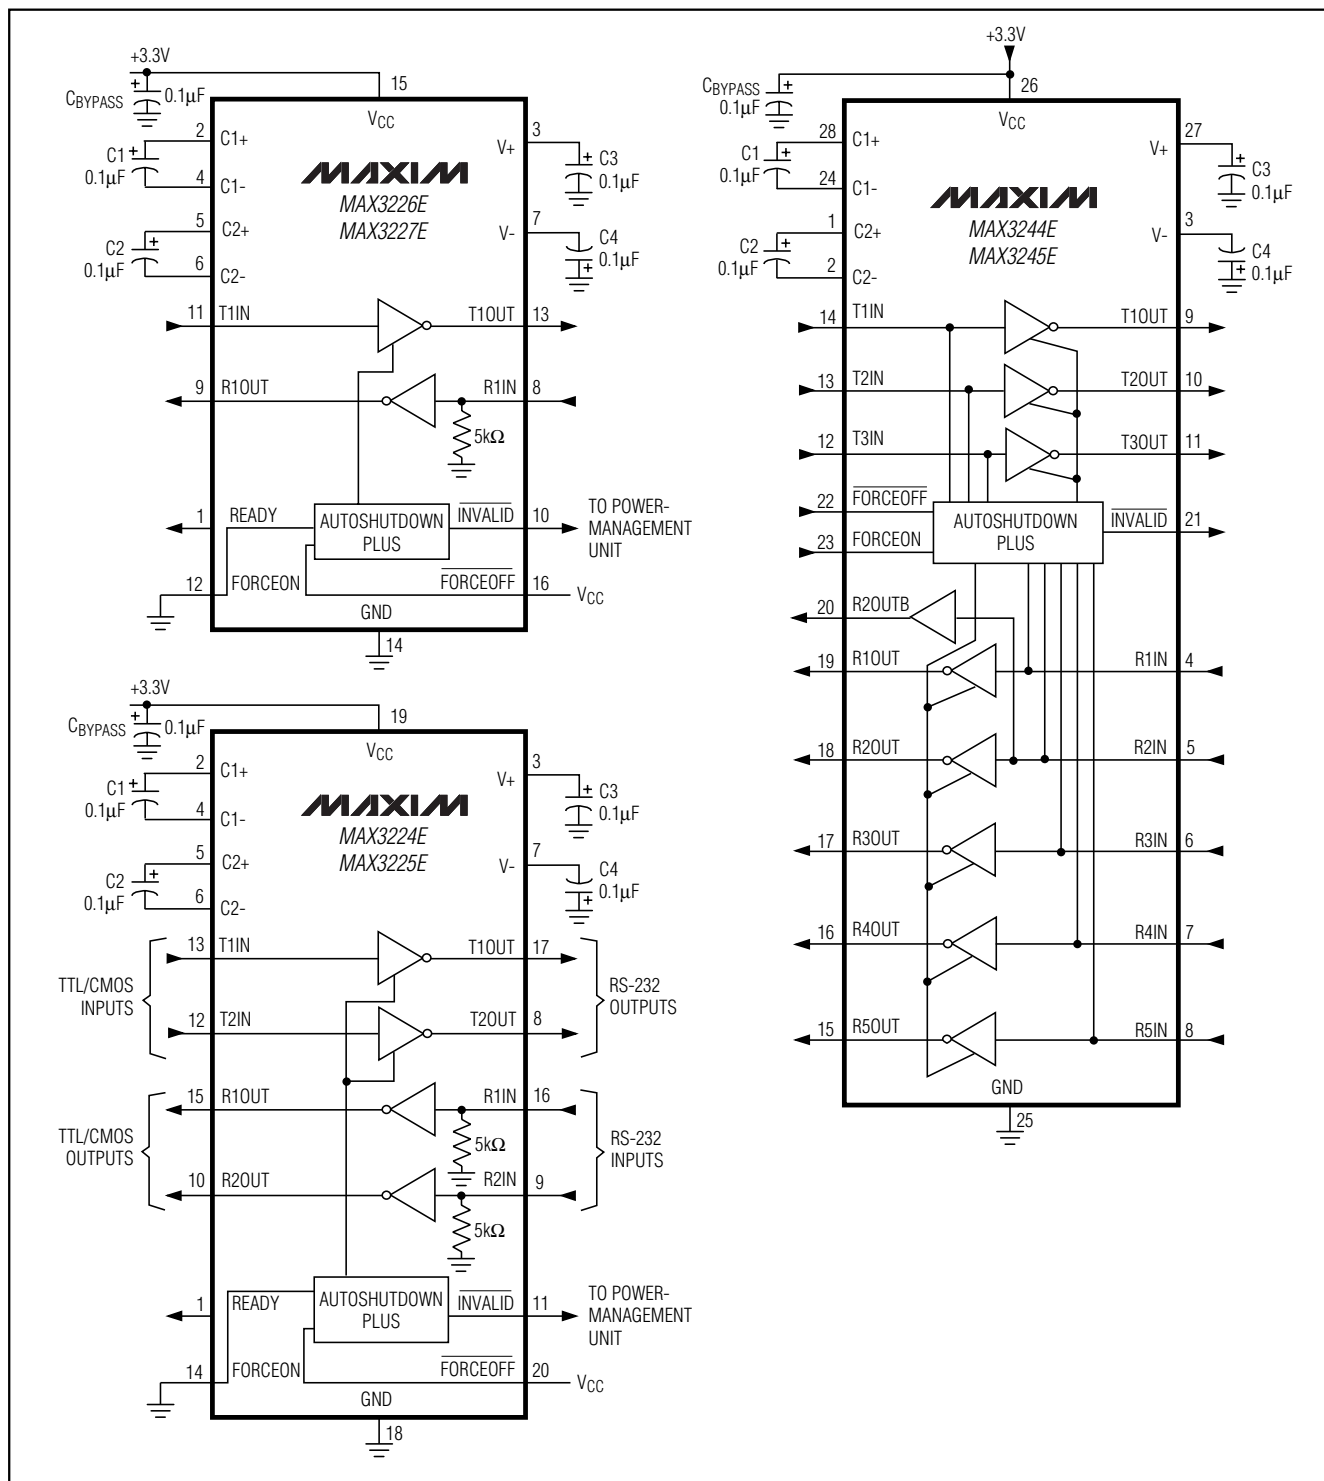 +3.3V
CBYPASS
0.1µF
15
VCC
2
C1+
C1
0.1µF
4
C1-
5
C2+
C2
0.1µF
6
C2-
MAXIM
MAX3226E
MAX3227E
3
V+
C3
0.1µF
7
V-
C4
0.1µF
11
T1IN
T1OUT
13
9
R1OUT
R1IN
8
5kΩ
1
READY
AUTOSHUTDOWN
PLUS
INVALID
10
TO POWER-
MANAGEMENT
UNIT
12
FORCEON
FORCEOFF
16
VCC
GND
14
+3.3V
CBYPASS
0.1µF
19
VCC
2
C1+
C1
0.1µF
4
C1-
5
C2+
C2
0.1µF
6
C2-
MAXIM
MAX3224E
MAX3225E
3
V+
C3
0.1µF
7
V-
C4
0.1µF
TTL/CMOS
INPUTS
13
T1IN
T1OUT
17
12
T2IN
T2OUT
8
RS-232
OUTPUTS
TTL/CMOS
OUTPUTS
15
R1OUT
R1IN
16
5kΩ
10
R2OUT
R2IN
9
5kΩ
RS-232
INPUTS
1
READY
AUTOSHUTDOWN
PLUS
INVALID
11
TO POWER-
MANAGEMENT
UNIT
14
FORCEON
FORCEOFF
20
VCC
GND
18
+3.3V
CBYPASS
0.1µF
26
VCC
28
C1+
C1
0.1µF
24
C1-
1
C2+
C2
0.1µF
2
C2-
MAXIM
MAX3244E
MAX3245E
27
V+
C3
0.1µF
3
V-
C4
0.1µF
14
T1IN
T1OUT
9
13
T2IN
T2OUT
10
12
T3IN
T3OUT
11
22
FORCEOFF
23
FORCEON
AUTOSHUTDOWN
PLUS
INVALID
21
20
R2OUTB
19
R1OUT
R1IN
4
18
R2OUT
R2IN
5
17
R3OUT
R3IN
6
16
R4OUT
R4IN
7
15
R5OUT
R5IN
8
GND
25